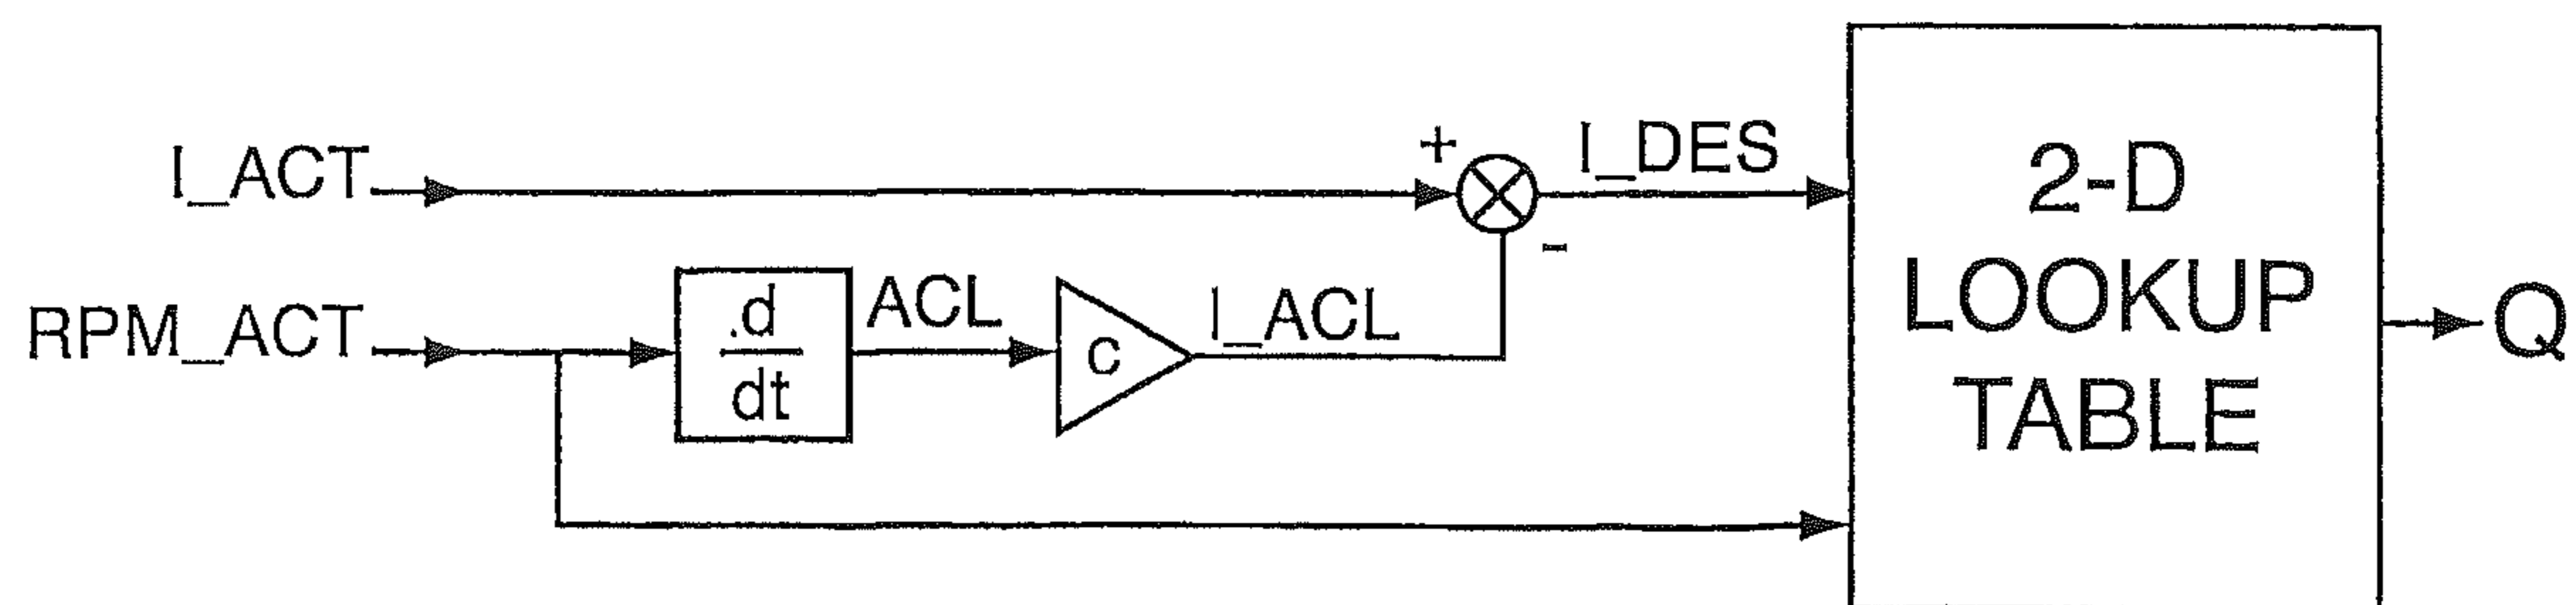 I_ACT
+
I_DES
-
RPM_ACT
.d
dt
ACL
c
I_ACL
2-D
LOOKUP
TABLE
Q